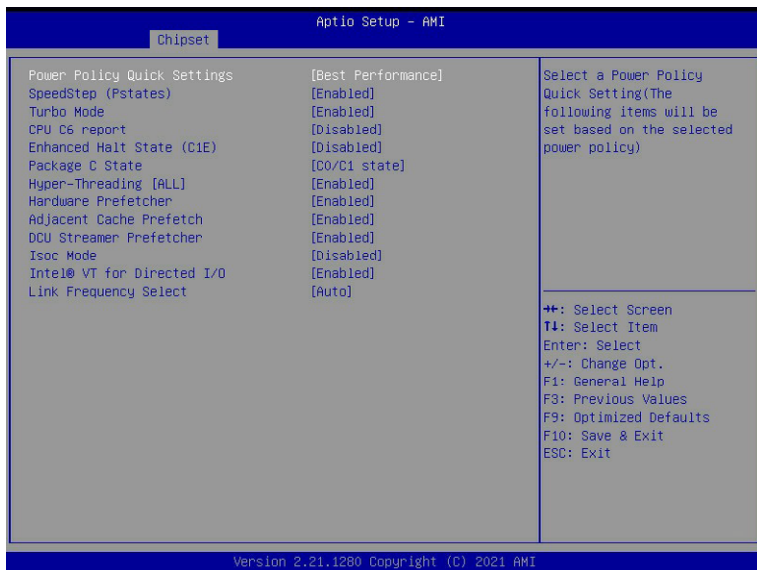 Aptio Setup – AMI
Chipset
Power Policy Quick Settings [Best Performance]
SpeedStep (Pstates) [Enabled]
Turbo Mode [Enabled]
CPU C6 report [Disabled]
Enhanced Halt State (C1E) [Disabled]
Package C State [C0/C1 state]
Hyper-Threading [ALL] [Enabled]
Hardware Prefetcher [Enabled]
Adjacent Cache Prefetch [Enabled]
DCU Streamer Prefetcher [Enabled]
Isoc Mode [Disabled]
Intel® VT for Directed I/O [Enabled]
Link Frequency Select [Auto]
Select a Power Policy
Quick Setting(The
following items will be
set based on the selected
power policy)
→←: Select Screen
↑↓: Select Item
Enter: Select
+/-: Change Opt.
F1: General Help
F3: Previous Values
F9: Optimized Defaults
F10: Save & Exit
ESC: Exit
Version 2.21.1280 Copyright (C) 2021 AMI